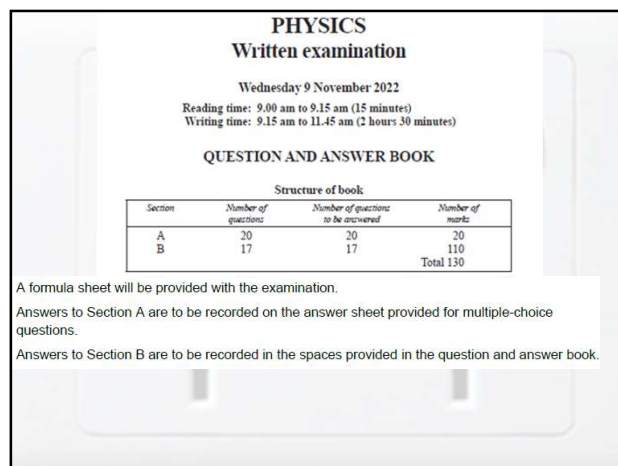 PHYSICS
Written examination
Wednesday 9 November 2022
Reading time: 9.00 am to 9.15 am (15 minutes)
Writing time: 9.15 am to 11.45 am (2 hours 30 minutes)
QUESTION AND ANSWER BOOK
Structure of book
Section Number of questions Number of questions to be answered Number of marks
A 20 20 20
B 17 17 110
Total 130
A formula sheet will be provided with the examination.
Answers to Section A are to be recorded on the answer sheet provided for multiple-choice
questions.
Answers to Section B are to be recorded in the spaces provided in the question and answer book.